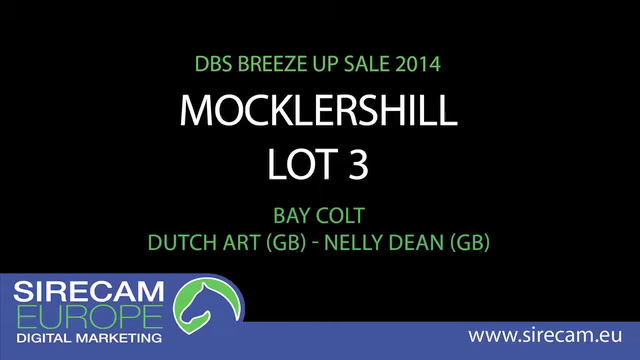 DBS BREEZE UP SALE 2014
MOCKLERSHILL
LOT 3
BAY COLT
DUTCH ART (GB) - NELLY DEAN (GB)
SIRECAM
EUROPE
DIGITAL MARKETING
www.sirecam.eu